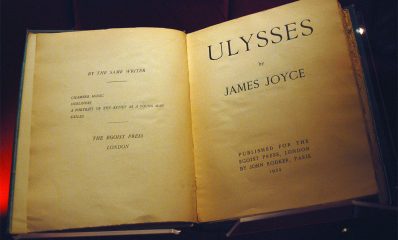 BY THE SAME WRITER
CHAMBER MUSIC
DUBLINERS
A PORTRAIT OF THE ARTIST AS A YOUNG MAN
EXILES
THE EGOIST PRESS
LONDON
ULYSSES
by
JAMES JOYCE
PUBLISHED FOR THE
EGOIST PRESS, LONDON
BY JOHN RODKER, PARIS
1922